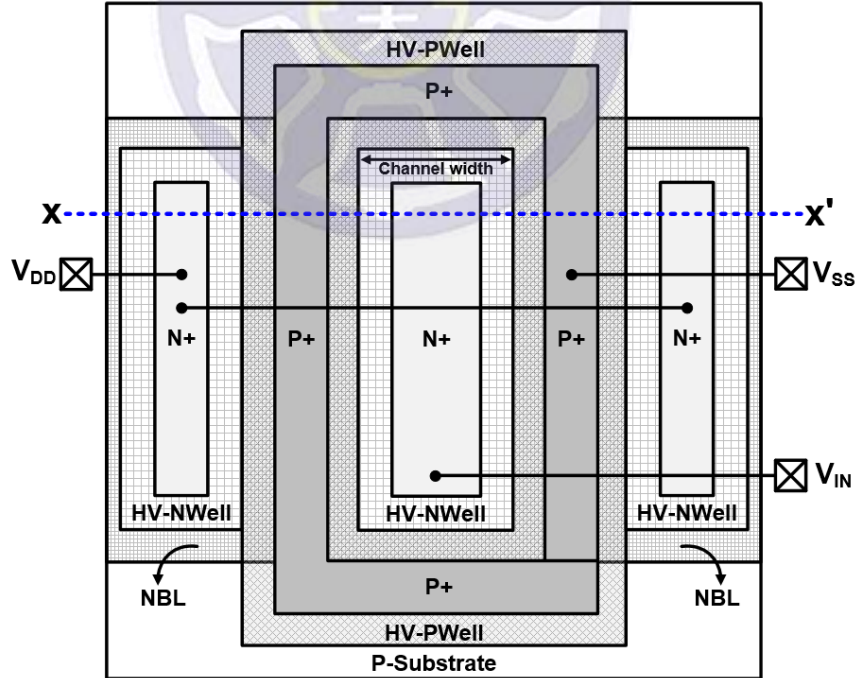 HV-PWell
P+
Channel width
X
X'
VDD
VSS
N+
P+
N+
P+
N+
VIN
HV-NWell
HV-NWell
HV-NWell
NBL
P+
NBL
HV-PWell
P-Substrate